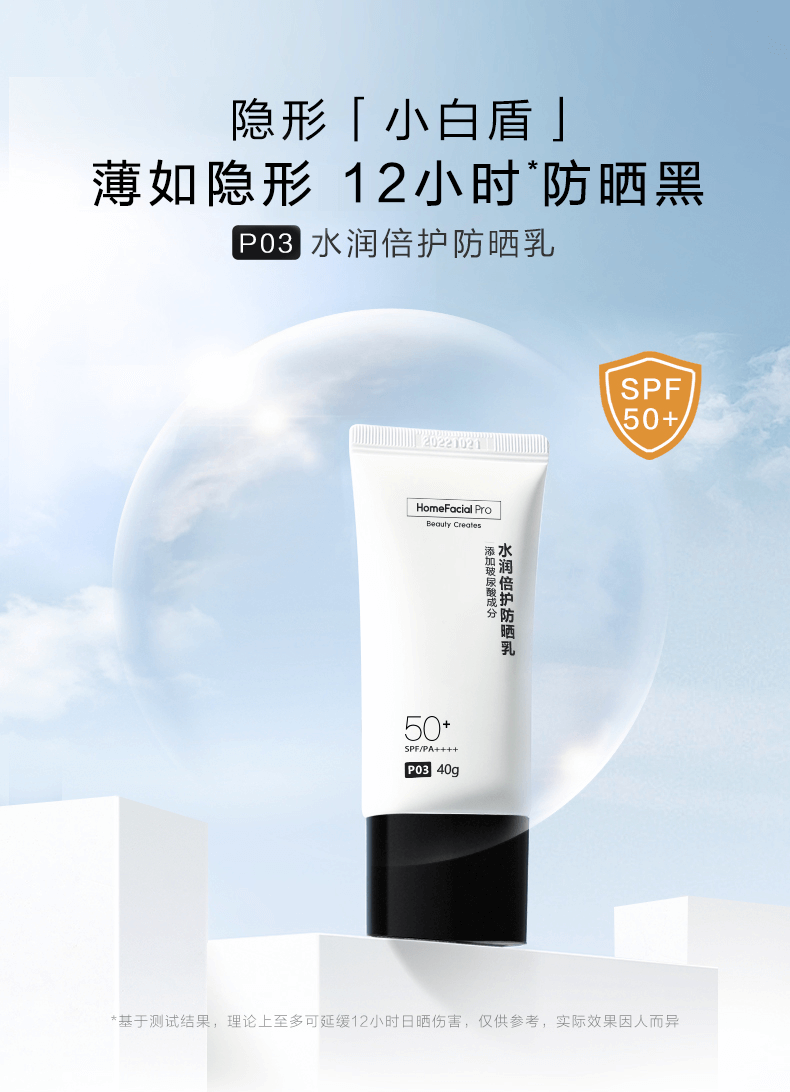 隐形「小白盾」
薄如隐形 12小时*防晒黑
P03 水润倍护防晒乳
SPF
50+
20221021
HomeFacial Pro
Beauty Creates
水润倍护防晒乳
添加玻尿酸成分
50+
SPF/PA++++
P03 40g
*基于测试结果，理论上至多可延缓12小时日晒伤害，仅供参考，实际效果因人而异